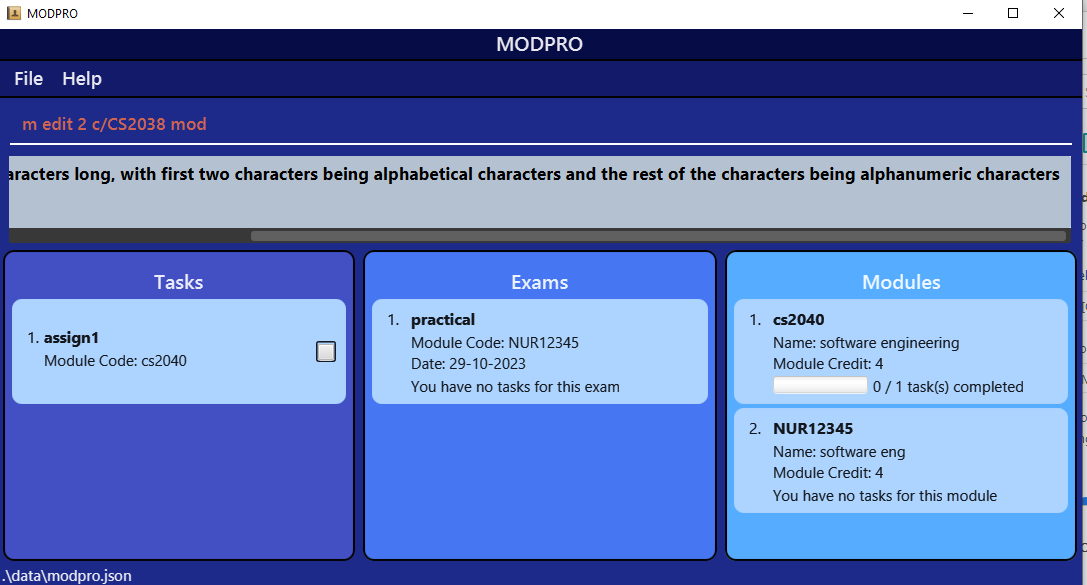 MODPRO
MODPRO
File Help
m edit 2 c/CS2038 mod
aracters long, with first two characters being alphabetical characters and the rest of the characters being alphanumeric characters
Tasks
1. assign1
Module Code: cs2040
Exams
1. practical
Module Code: NUR12345
Date: 29-10-2023
You have no tasks for this exam
Modules
1. cs2040
Name: software engineering
Module Credit: 4
0 / 1 task(s) completed
2. NUR12345
Name: software eng
Module Credit: 4
You have no tasks for this module
.\data\modpro.json